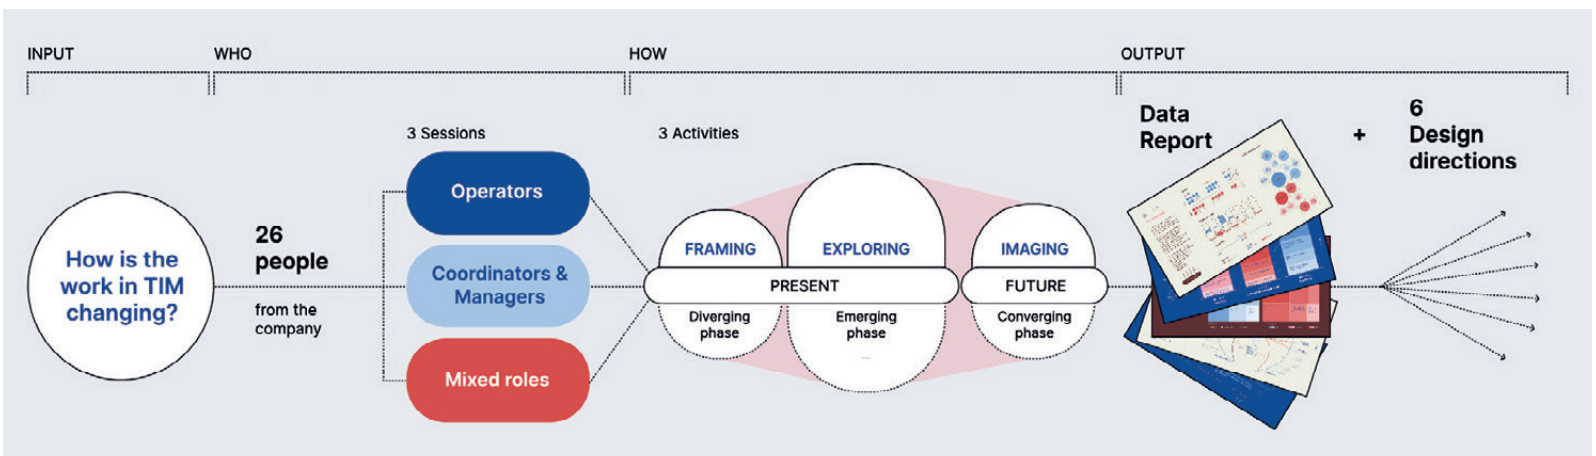 INPUT
WHO
HOW
OUTPUT
How is the
work in TIM
changing?
26
people
from the
company
3 Sessions
Operators
Coordinators &
Managers
Mixed roles
3 Activities
FRAMING
EXPLORING
IMAGING
PRESENT
FUTURE
Diverging
phase
Emerging
phase
Converging
phase
Data
Report
+
6
Design
directions